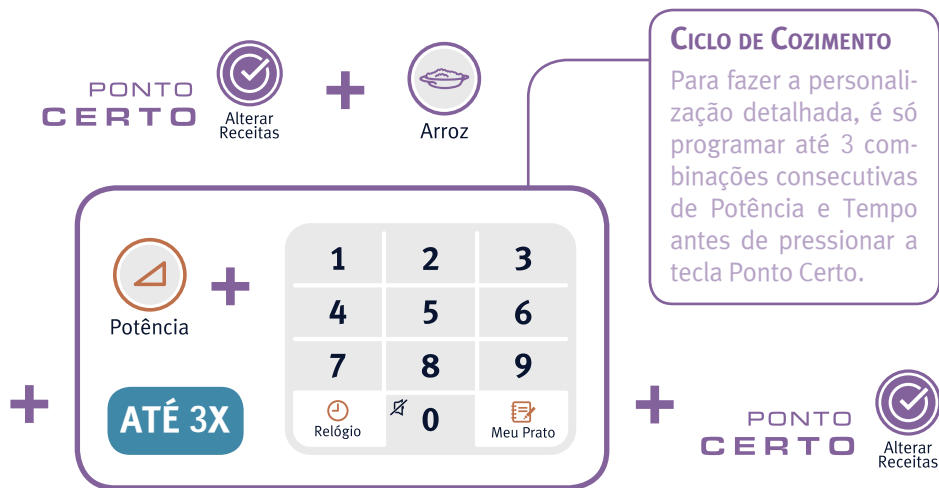 PONTO
CERTO
Alterar
Receitas
Arroz
CICLO DE COZIMENTO
Para fazer a personali-
zação detalhada, é só
programar até 3 com-
binações consecutivas
de Potência e Tempo
antes de pressionar a
tecla Ponto Certo.
Potência
ATÉ 3X
1 2 3
4 5 6
7 8 9
Relógio 0 Meu Prato
PONTO
CERTO
Alterar
Receitas